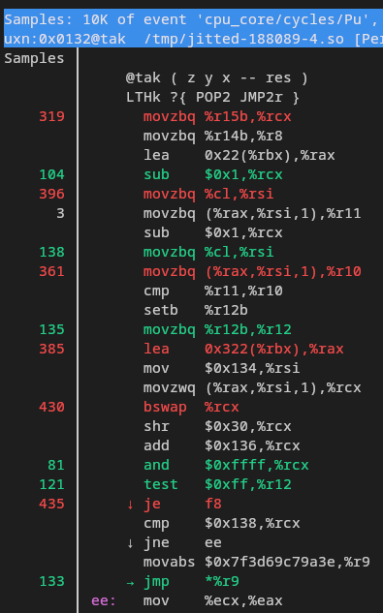 Samples: 10K of event 'cpu_core/cycles/Pu',
uxn:0x0132@tak /tmp/jitted-188089-4.so [Per
Samples
@tak ( z y x -- res )
LTHk ?{ POP2 JMP2r }
319 movzbq %r15b,%rcx
movzbq %r14b,%r8
lea 0x22(%rbx),%rax
104 sub $0x1,%rcx
396 movzbq %cl,%rsi
3 movzbq (%rax,%rsi,1),%r11
sub $0x1,%rcx
138 movzbq %cl,%rsi
361 movzbq (%rax,%rsi,1),%r10
cmp %r11,%r10
setb %r12b
135 movzbq %r12b,%r12
385 lea 0x322(%rbx),%rax
mov $0x134,%rsi
movzwq (%rax,%rsi,1),%rcx
430 bswap %rcx
shr $0x30,%rcx
add $0x136,%rcx
81 and $0xffff,%rcx
121 test $0xff,%r12
435 ↓ je f8
cmp $0x138,%rcx
↓ jne ee
movabs $0x7f3d69c79a3e,%r9
133 → jmp *%r9
ee: mov %ecx,%eax